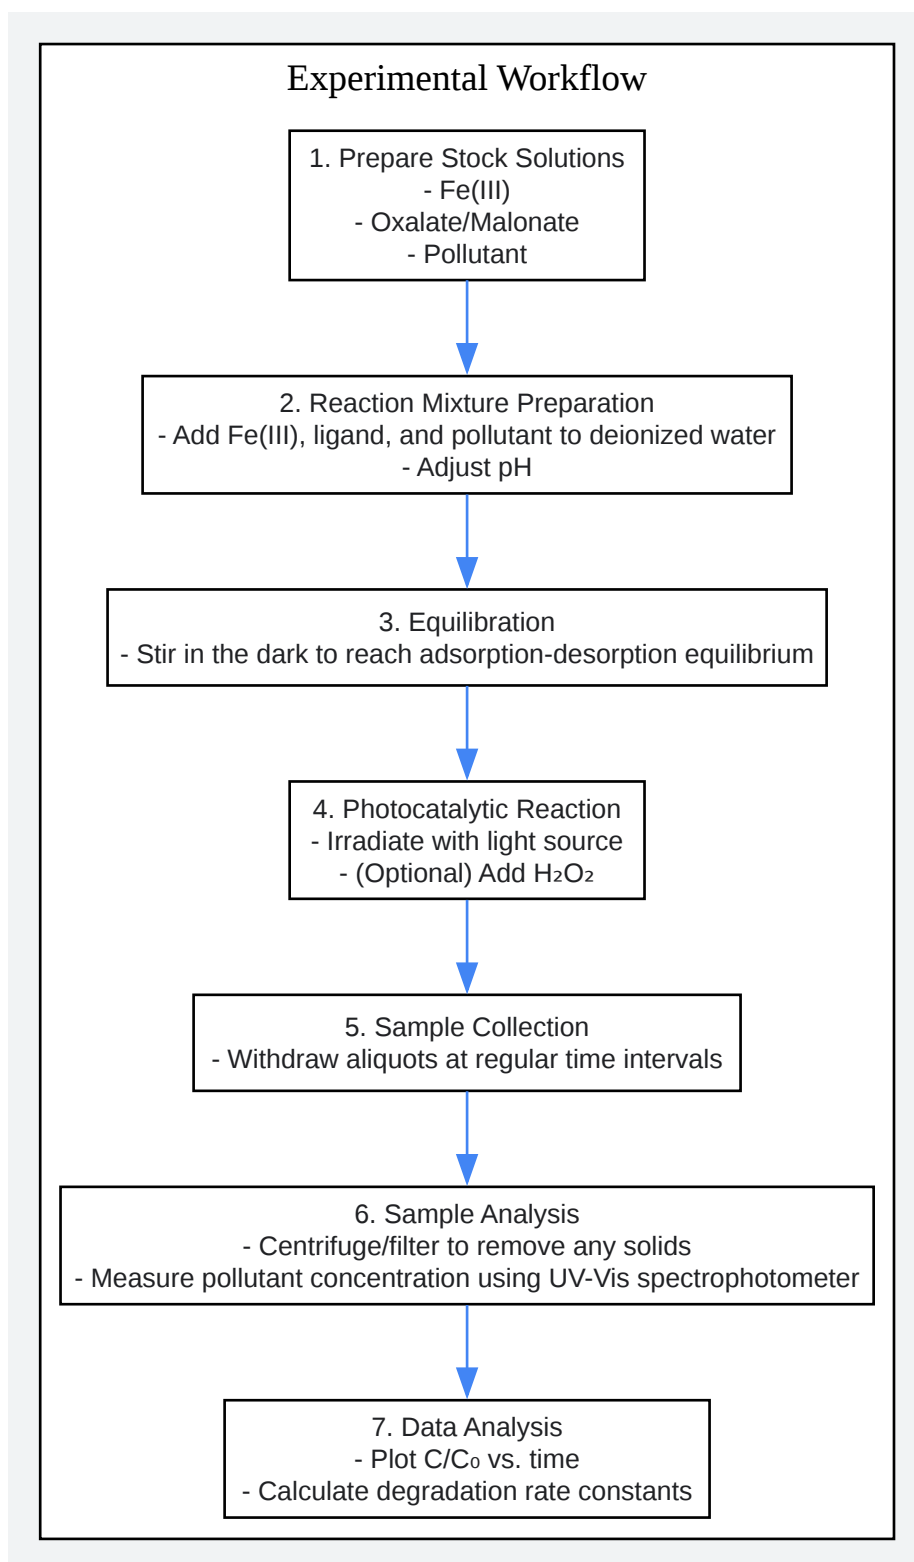 Experimental Workflow
1. Prepare Stock Solutions
- Fe(III)
- Oxalate/Malonate
- Pollutant
2. Reaction Mixture Preparation
- Add Fe(III), ligand, and pollutant to deionized water
- Adjust pH
3. Equilibration
- Stir in the dark to reach adsorption-desorption equilibrium
4. Photocatalytic Reaction
- Irradiate with light source
- (Optional) Add H₂O₂
5. Sample Collection
- Withdraw aliquots at regular time intervals
6. Sample Analysis
- Centrifuge/filter to remove any solids
- Measure pollutant concentration using UV-Vis spectrophotometer
7. Data Analysis
- Plot C/C₀ vs. time
- Calculate degradation rate constants